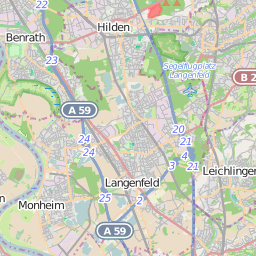 22
Hilden
Benrath
23
Segelflugplatz
Langenfeld
B 2
A 59
24
24
20
21
3
4
21
Leichlingen
n
Langenfeld
25
2
Monheim
A 59